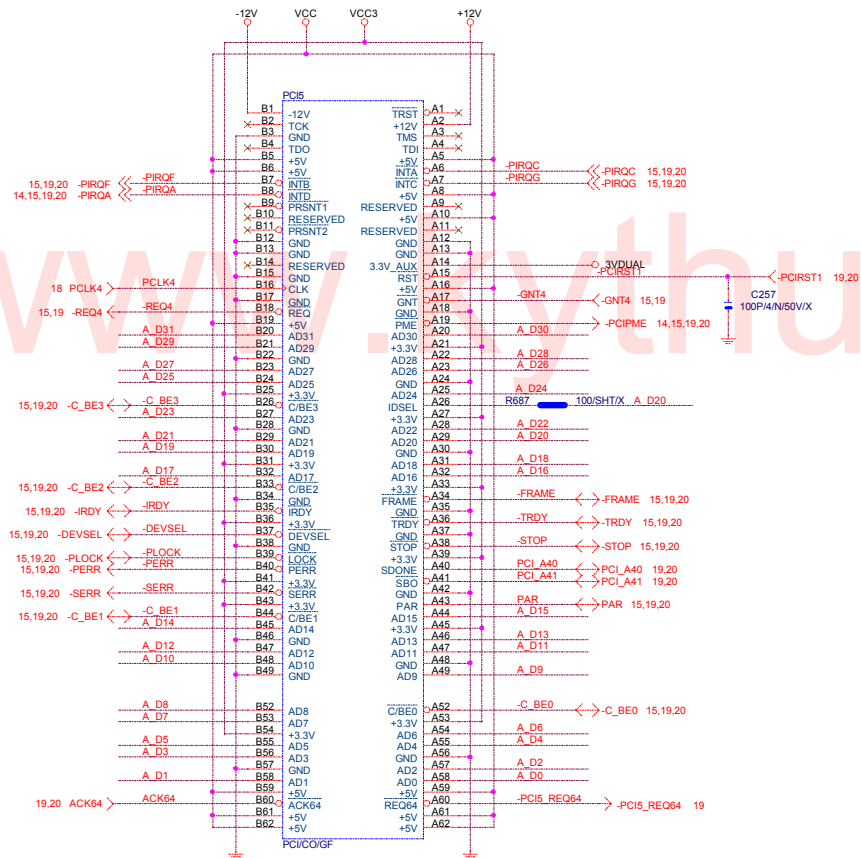 -12V VCC VCC3 +12V
PCI5
B1 -12V TRST A1
B2 TCK +12V A2
B3 GND TMS A3
B4 TDO TDI A4
B5 +5V +5V A5
B6 +5V INTA A6 -PIRQC -PIRQC 15,19,20
15,19,20 -PIRQF -PIRQF B7 INTB INTC A7 -PIRQG -PIRQG 15,19,20
14,15,19,20 -PIRQA -PIRQA B8 INTD +5V A8
B9 PRSNT1 RESERVED A9
B10 RESERVED +5V A10
B11 PRSNT2 RESERVED A11
B12 GND GND A12
B13 GND GND A13
B14 RESERVED 3.3V_AUX A14 3VDUAL
B15 GND RST A15 -PCIRST1 -PCIRST1 19,20
18 PCLK4 PCLK4 B16 CLK +5V A16
C257
100P/4/N/50V/X
B17 GND GNT A17 -GNT4 -GNT4 15,19
15,19 -REQ4 -REQ4 B18 REQ GND A18
B19 +5V PME A19 -PCIPME 14,15,19,20
A_D31 B20 AD31 AD30 A20 A_D30
A_D29 B21 AD29 +3.3V A21
B22 GND AD28 A22 A_D28
A_D27 B23 AD27 AD26 A23 A_D26
A_D25 B24 AD25 GND A24
B25 +3.3V AD24 A25 A_D24
15,19,20 -C_BE3 -C_BE3 B26 C/BE3 IDSEL A26 R687 100/SHT/X A_D20
A_D23 B27 AD23 +3.3V A27
B28 GND AD22 A28 A_D22
A_D21 B29 AD21 AD20 A29 A_D20
A_D19 B30 AD19 GND A30
B31 +3.3V AD18 A31 A_D18
A_D17 B32 AD17 AD16 A32 A_D16
15,19,20 -C_BE2 -C_BE2 B33 C/BE2 +3.3V A33
B34 GND FRAME A34 -FRAME -FRAME 15,19,20
15,19,20 -IRDY -IRDY B35 IRDY GND A35
B36 +3.3V TRDY A36 -TRDY -TRDY 15,19,20
15,19,20 -DEVSEL -DEVSEL B37 DEVSEL GND A37
B38 GND STOP A38 -STOP -STOP 15,19,20
15,19,20 -PLOCK -PLOCK B39 LOCK +3.3V A39
15,19,20 -PERR -PERR B40 PERR SDONE A40 PCI_A40 PCI_A40 19,20
B41 +3.3V SBO A41 PCI_A41 PCI_A41 19,20
15,19,20 -SERR -SERR B42 SERR GND A42
B43 +3.3V PAR A43 PAR PAR 15,19,20
15,19,20 -C_BE1 -C_BE1 B44 C/BE1 AD15 A44 A_D15
A_D14 B45 AD14 +3.3V A45
B46 GND AD13 A46 A_D13
A_D12 B47 AD12 AD11 A47 A_D11
A_D10 B48 AD10 GND A48
B49 GND AD9 A49 A_D9
A_D8 B52 AD8 C/BE0 A52 -C_BE0 -C_BE0 15,19,20
A_D7 B53 AD7 +3.3V A53
B54 +3.3V AD6 A54 A_D6
A_D5 B55 AD5 AD4 A55 A_D4
A_D3 B56 AD3 GND A56
B57 GND AD2 A57 A_D2
A_D1 B58 AD1 AD0 A58 A_D0
B59 +5V +5V A59
19,20 ACK64 ACK64 B60 ACK64 REQ64 A60 -PCI5_REQ64 -PCI5_REQ64 19
B61 +5V +5V A61
B62 +5V +5V A62
PCI/CO/GF
www.kythu